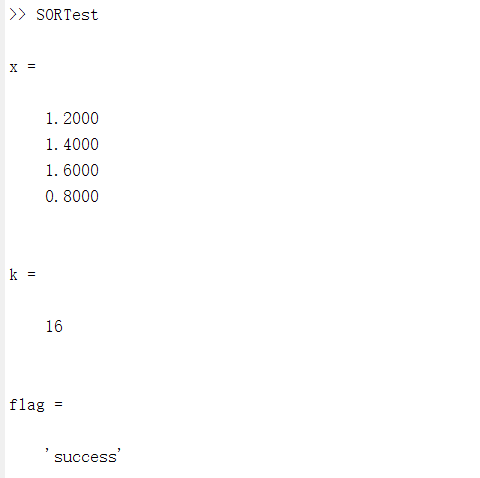 >> SORTest
x =
1.2000
1.4000
1.6000
0.8000
k =
16
flag =
'success'